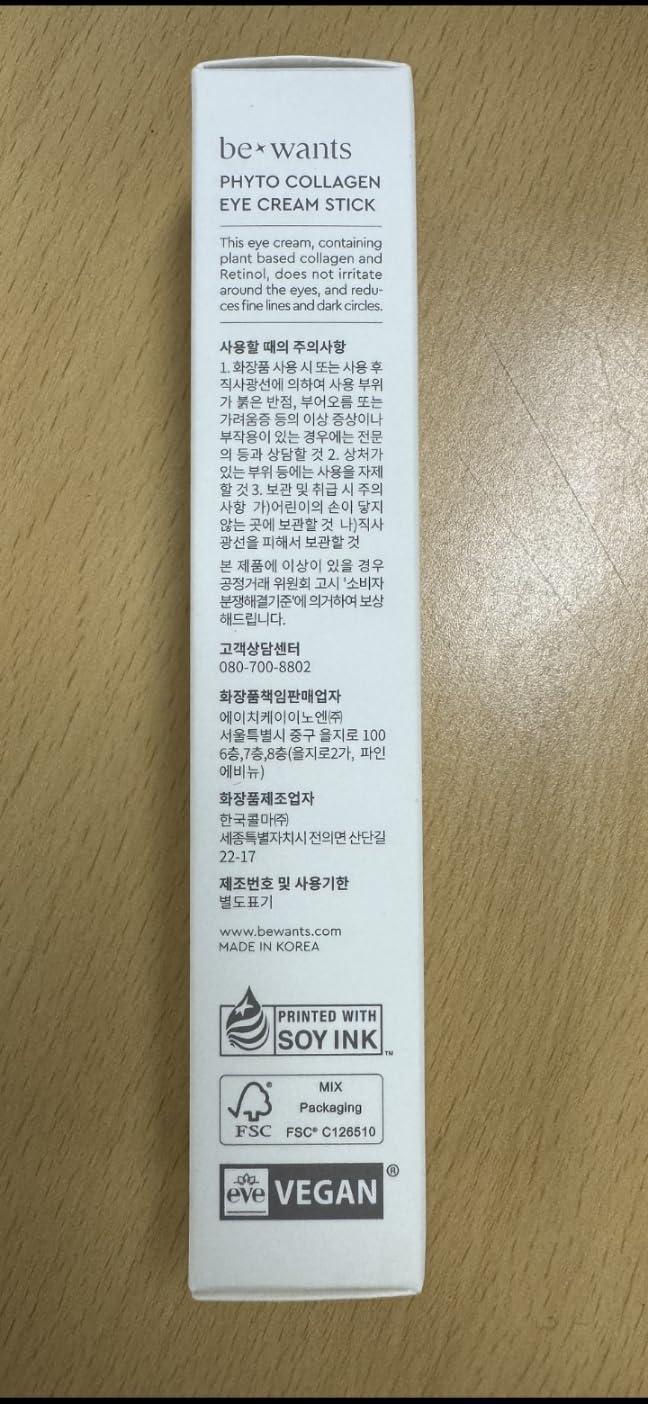 be wants
PHYTO COLLAGEN
EYE CREAM STICK
This eye cream, containing
plant based collagen and
Retinol, does not irritate
around the eyes, and redu-
ces fine lines and dark circles.
사용할 때의 주의사항
1. 화장품 사용 시 또는 사용 후
직사광선에 의하여 사용 부위
가 붉은 반점, 부어오름 또는
가려움증 등의 이상 증상이나
부작용이 있는 경우에는 전문
의 등과 상담할 것 2. 상처가
있는 부위 등에는 사용을 자제
할 것 3. 보관 및 취급 시 주의
사항 가)어린이의 손이 닿지
않는 곳에 보관할 것 나)직사
광선을 피해서 보관할 것
본 제품에 이상이 있을 경우
공정거래 위원회 고시 '소비자
분쟁해결기준'에 의거하여 보상
해드립니다.
고객상담센터
080-700-8802
화장품책임판매업자
에이치케이이노엔㈜
서울특별시 중구 을지로 100
6층,7층,8층(을지로2가, 파인
에비뉴)
화장품제조업자
한국콜마㈜
세종특별자치시 전의면 산단길
22-17
제조번호 및 사용기한
별도표기
www.bewants.com
MADE IN KOREA
PRINTED WITH
SOY INK™
MIX
Packaging
FSC® C126510
FSC
eve VEGAN®